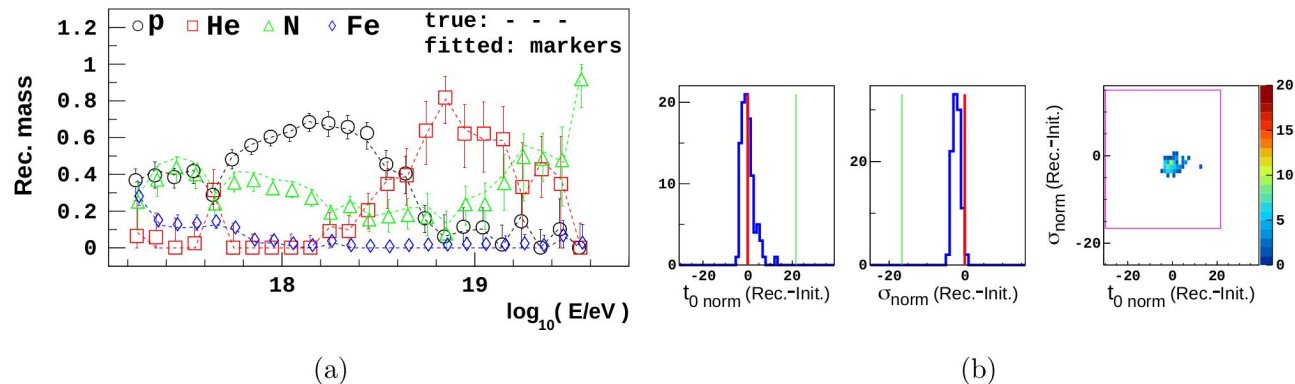 p He N Fe true: - - -
fitted: markers
1.2
1
0.8
0.6
0.4
0.2
0
Rec. mass
18 19
log10( E/eV )
(a)
20
10
0
-20 0 20
t0 norm (Rec.-Init.)
20
0
-20 0
σnorm (Rec.-Init.)
σnorm (Rec.-Init.)
0
-20
-20 0 20
t0 norm (Rec.-Init.)
20
15
10
5
0
(b)